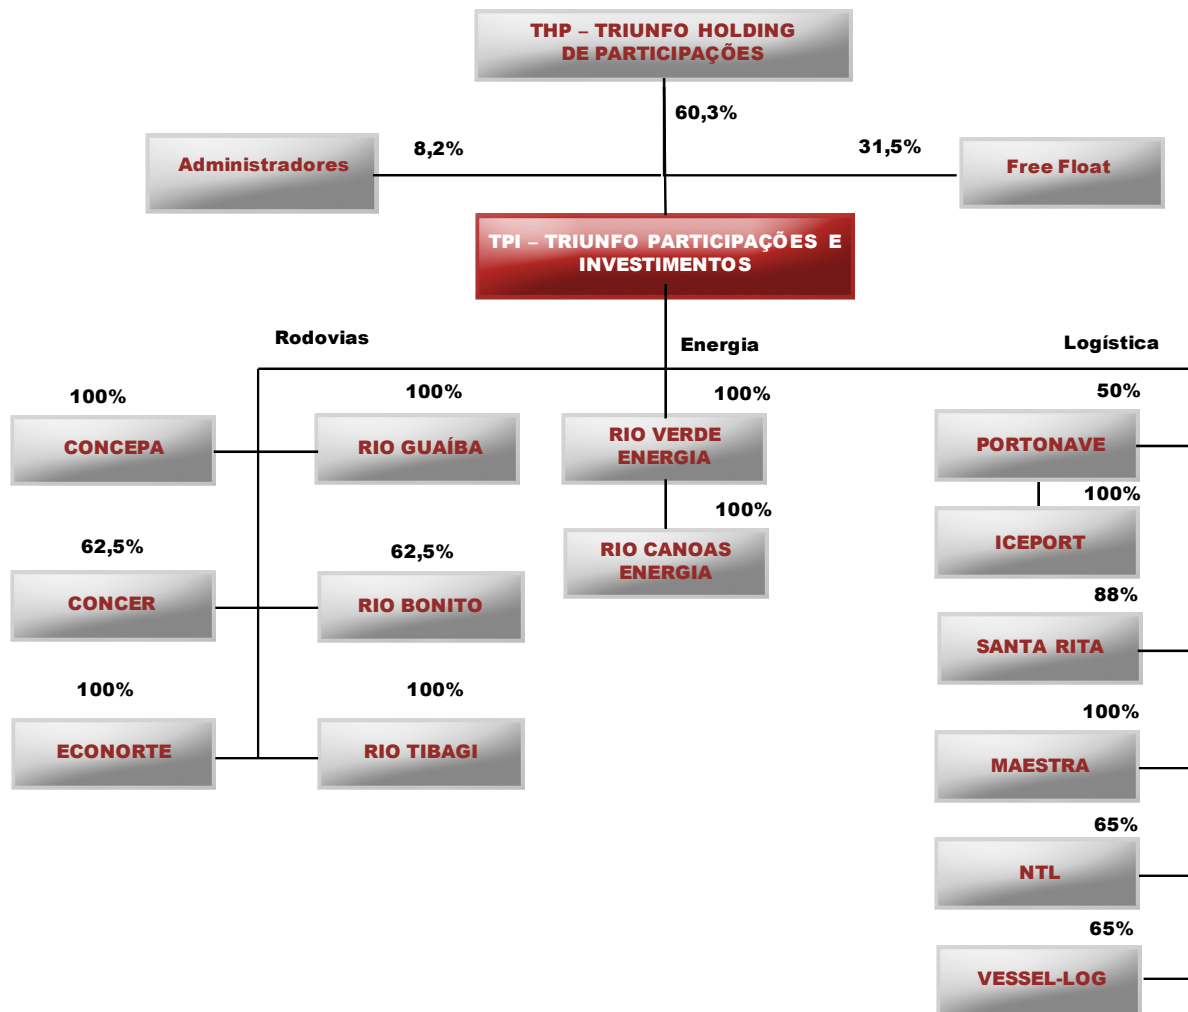 THP – TRIUNFO HOLDING
DE PARTICIPAÇÕES
60,3%
Administradores
8,2%
31,5%
Free Float
TPI – TRIUNFO PARTICIPAÇÕES E
INVESTIMENTOS
Rodovias
Energia
Logística
100%
CONCEPA
100%
RIO GUAÍBA
62,5%
CONCER
62,5%
RIO BONITO
100%
ECONORTE
100%
RIO TIBAGI
100%
RIO VERDE
ENERGIA
100%
RIO CANOAS
ENERGIA
50%
PORTONAVE
100%
ICEPORT
88%
SANTA RITA
100%
MAESTRA
65%
NTL
65%
VESSEL-LOG